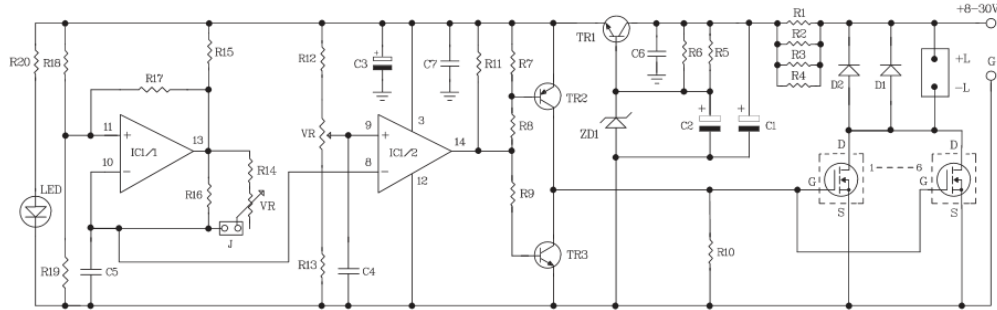 +8-30V
R1
R2
R3
R4
R20
R18
R15
R12
C3
+
C7
R11
R7
TR1
C6
R6
R5
+L
-L
G
D2
D1
R17
TR2
R8
ZD1
+
C2
+
C1
11
+
13
IC1/1
10
-
VR
9
+
3
14
IC1/2
8
-
12
R14
R16
VR
J
LED
R9
D
G
S
1
6
D
G
S
R19
C5
R13
C4
TR3
R10